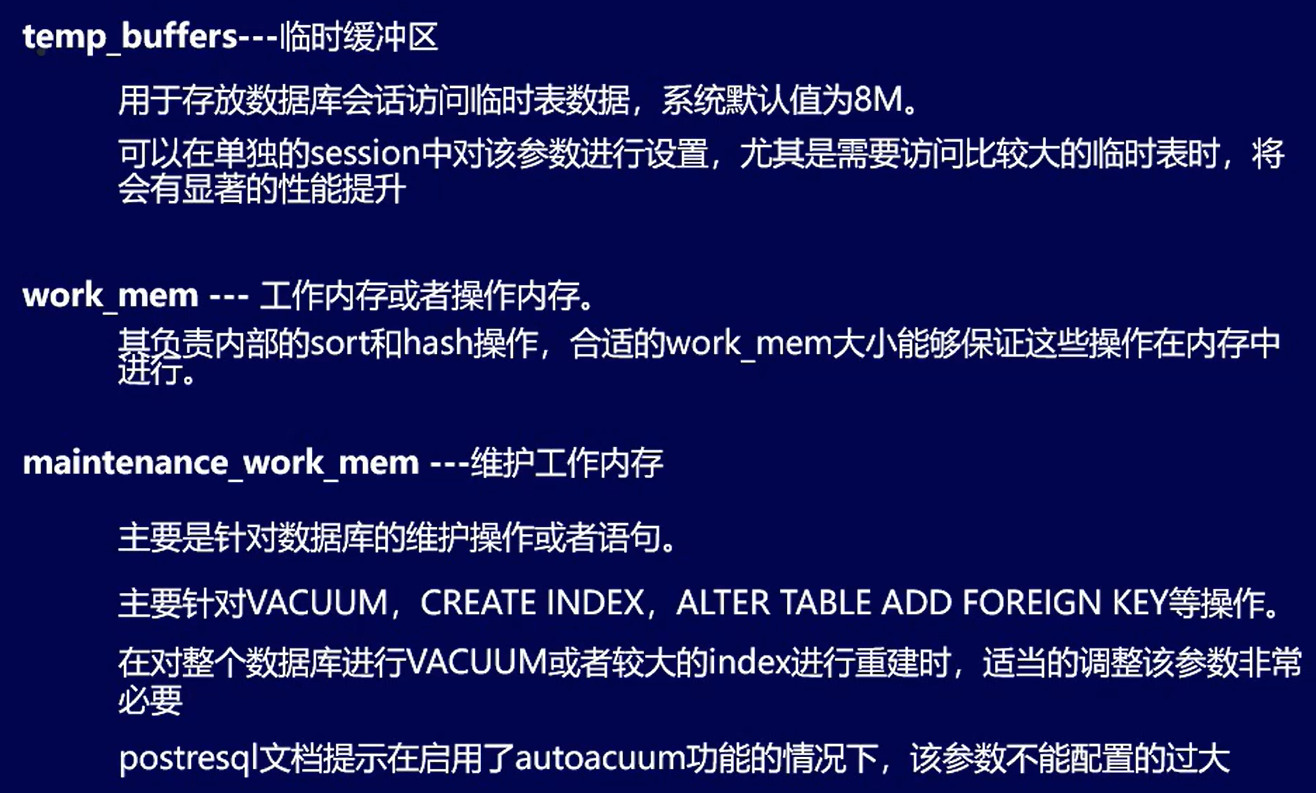 temp_buffers---临时缓冲区
用于存放数据库会话访问临时表数据，系统默认值为8M。
可以在单独的session中对该参数进行设置，尤其是需要访问比较大的临时表时，将
会有显著的性能提升
work_mem --- 工作内存或者操作内存。
其负责内部的sort和hash操作，合适的work_mem大小能够保证这些操作在内存中
进行。
maintenance_work_mem ---维护工作内存
主要是针对数据库的维护操作或者语句。
主要针对VACUUM，CREATE INDEX，ALTER TABLE ADD FOREIGN KEY等操作。
在对整个数据库进行VACUUM或者较大的index进行重建时，适当的调整该参数非常
必要
postresql文档提示在启用了autoacuum功能的情况下，该参数不能配置的过大